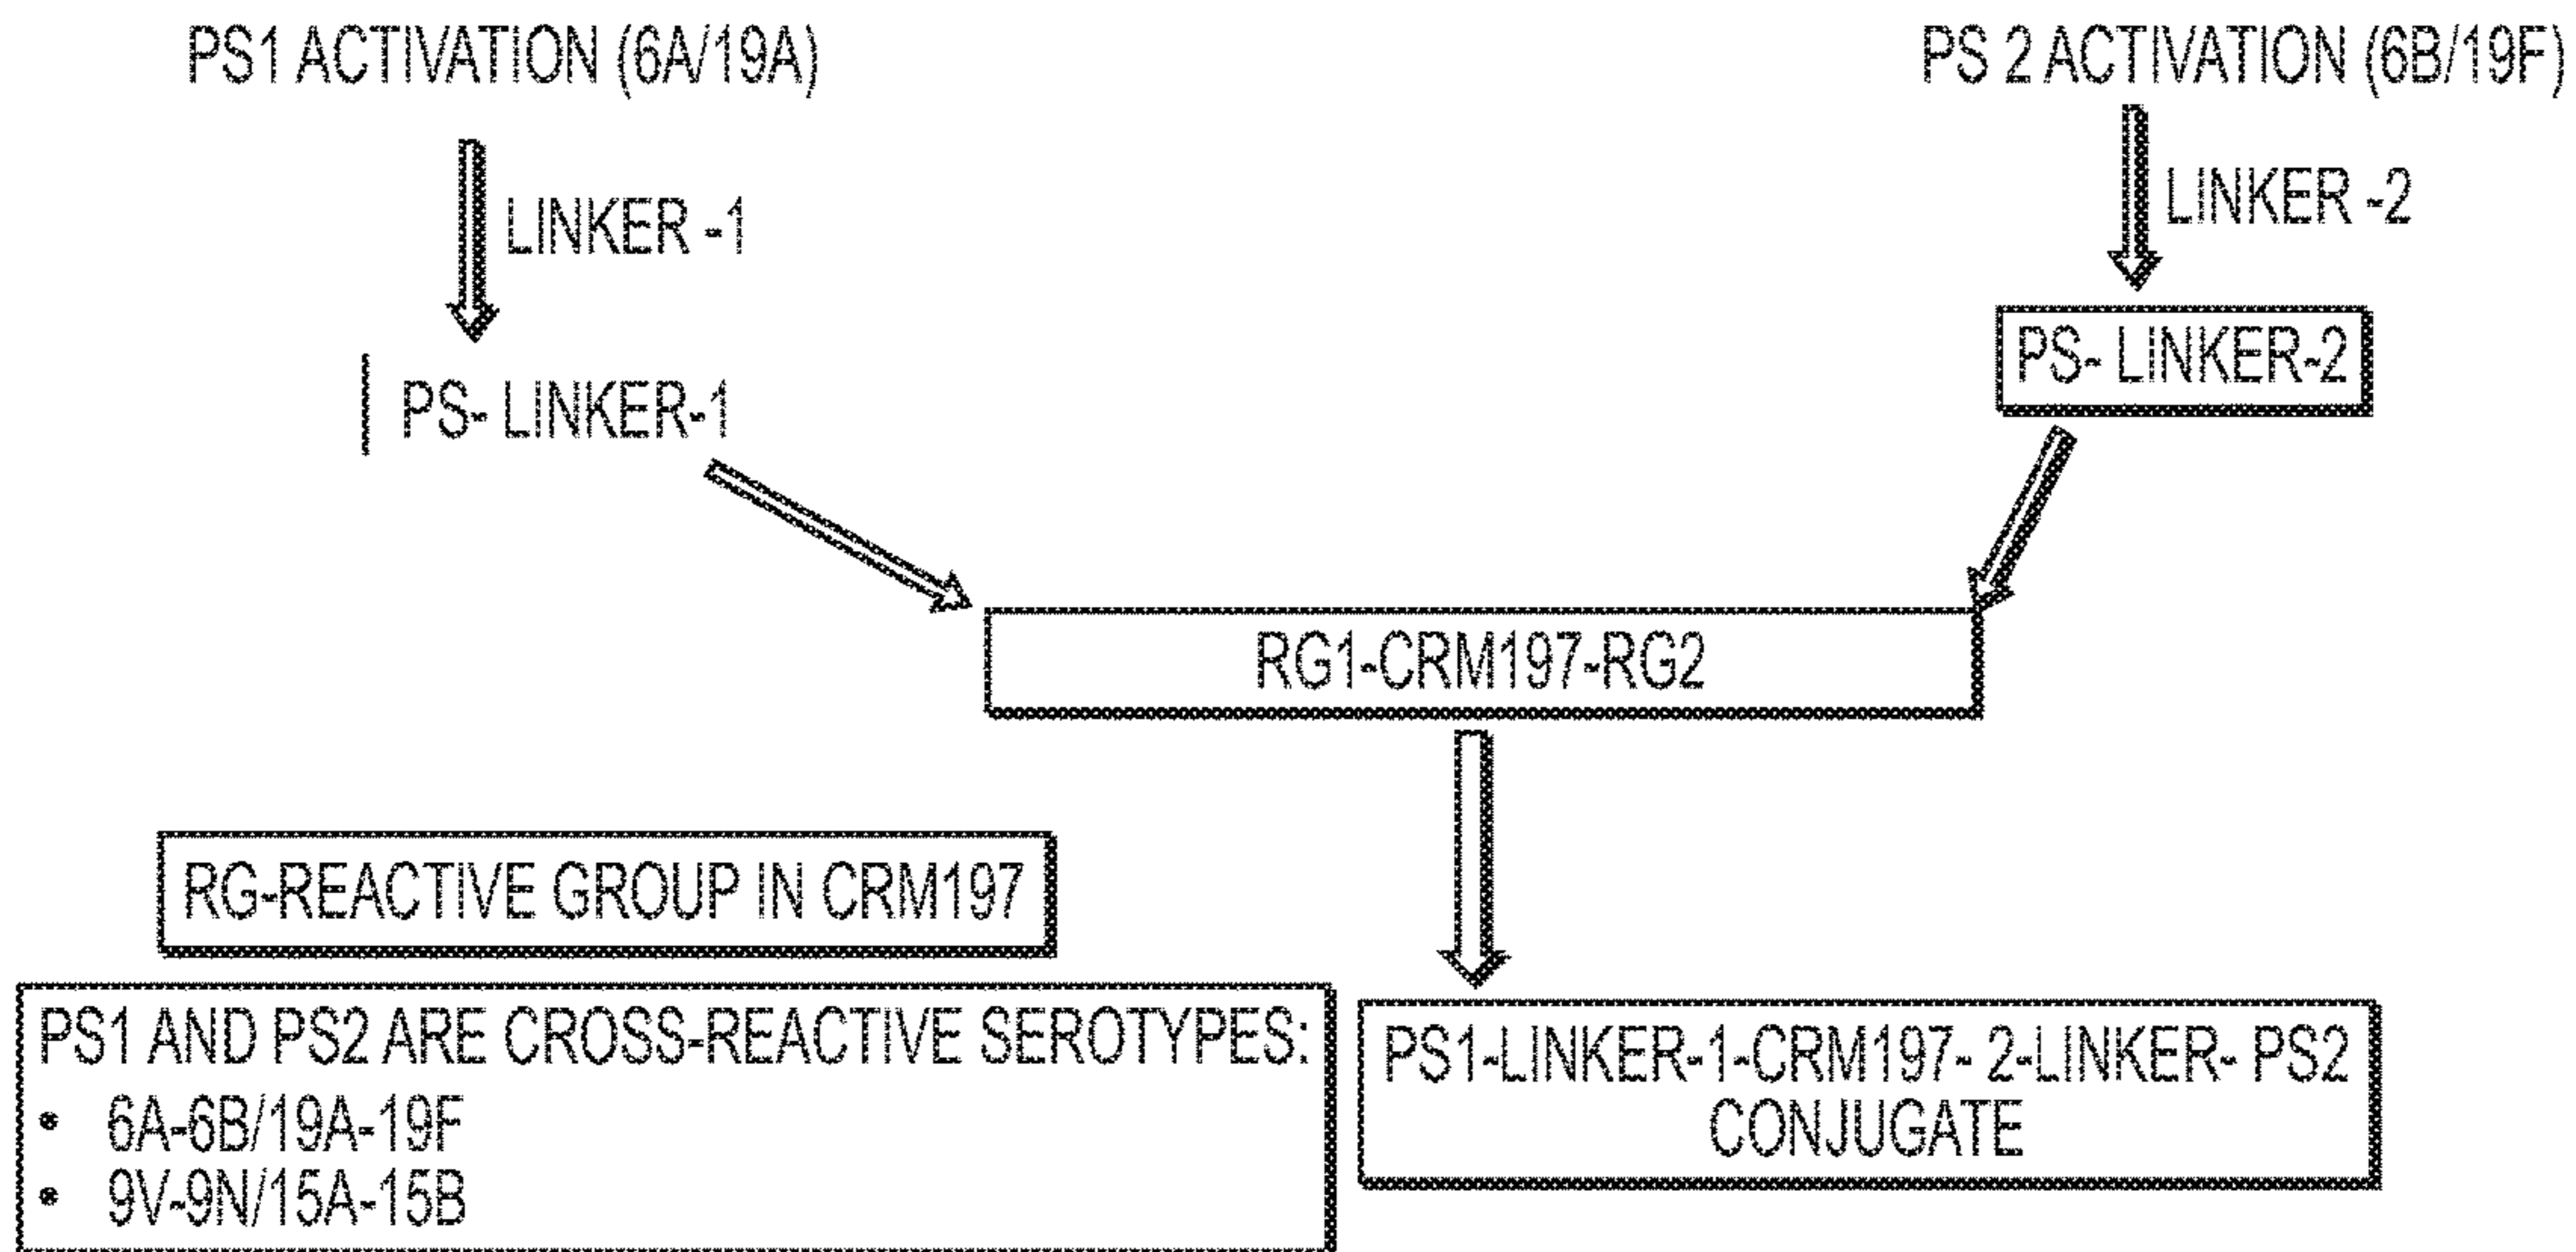 PS1 ACTIVATION (6A/19A)
PS 2 ACTIVATION (6B/19F)
LINKER -1
LINKER -2
PS- LINKER-1
PS- LINKER-2
RG1-CRM197-RG2
RG-REACTIVE GROUP IN CRM197
PS1 AND PS2 ARE CROSS-REACTIVE SEROTYPES:
• 6A-6B/19A-19F
• 9V-9N/15A-15B
PS1-LINKER-1-CRM197- 2-LINKER- PS2
CONJUGATE